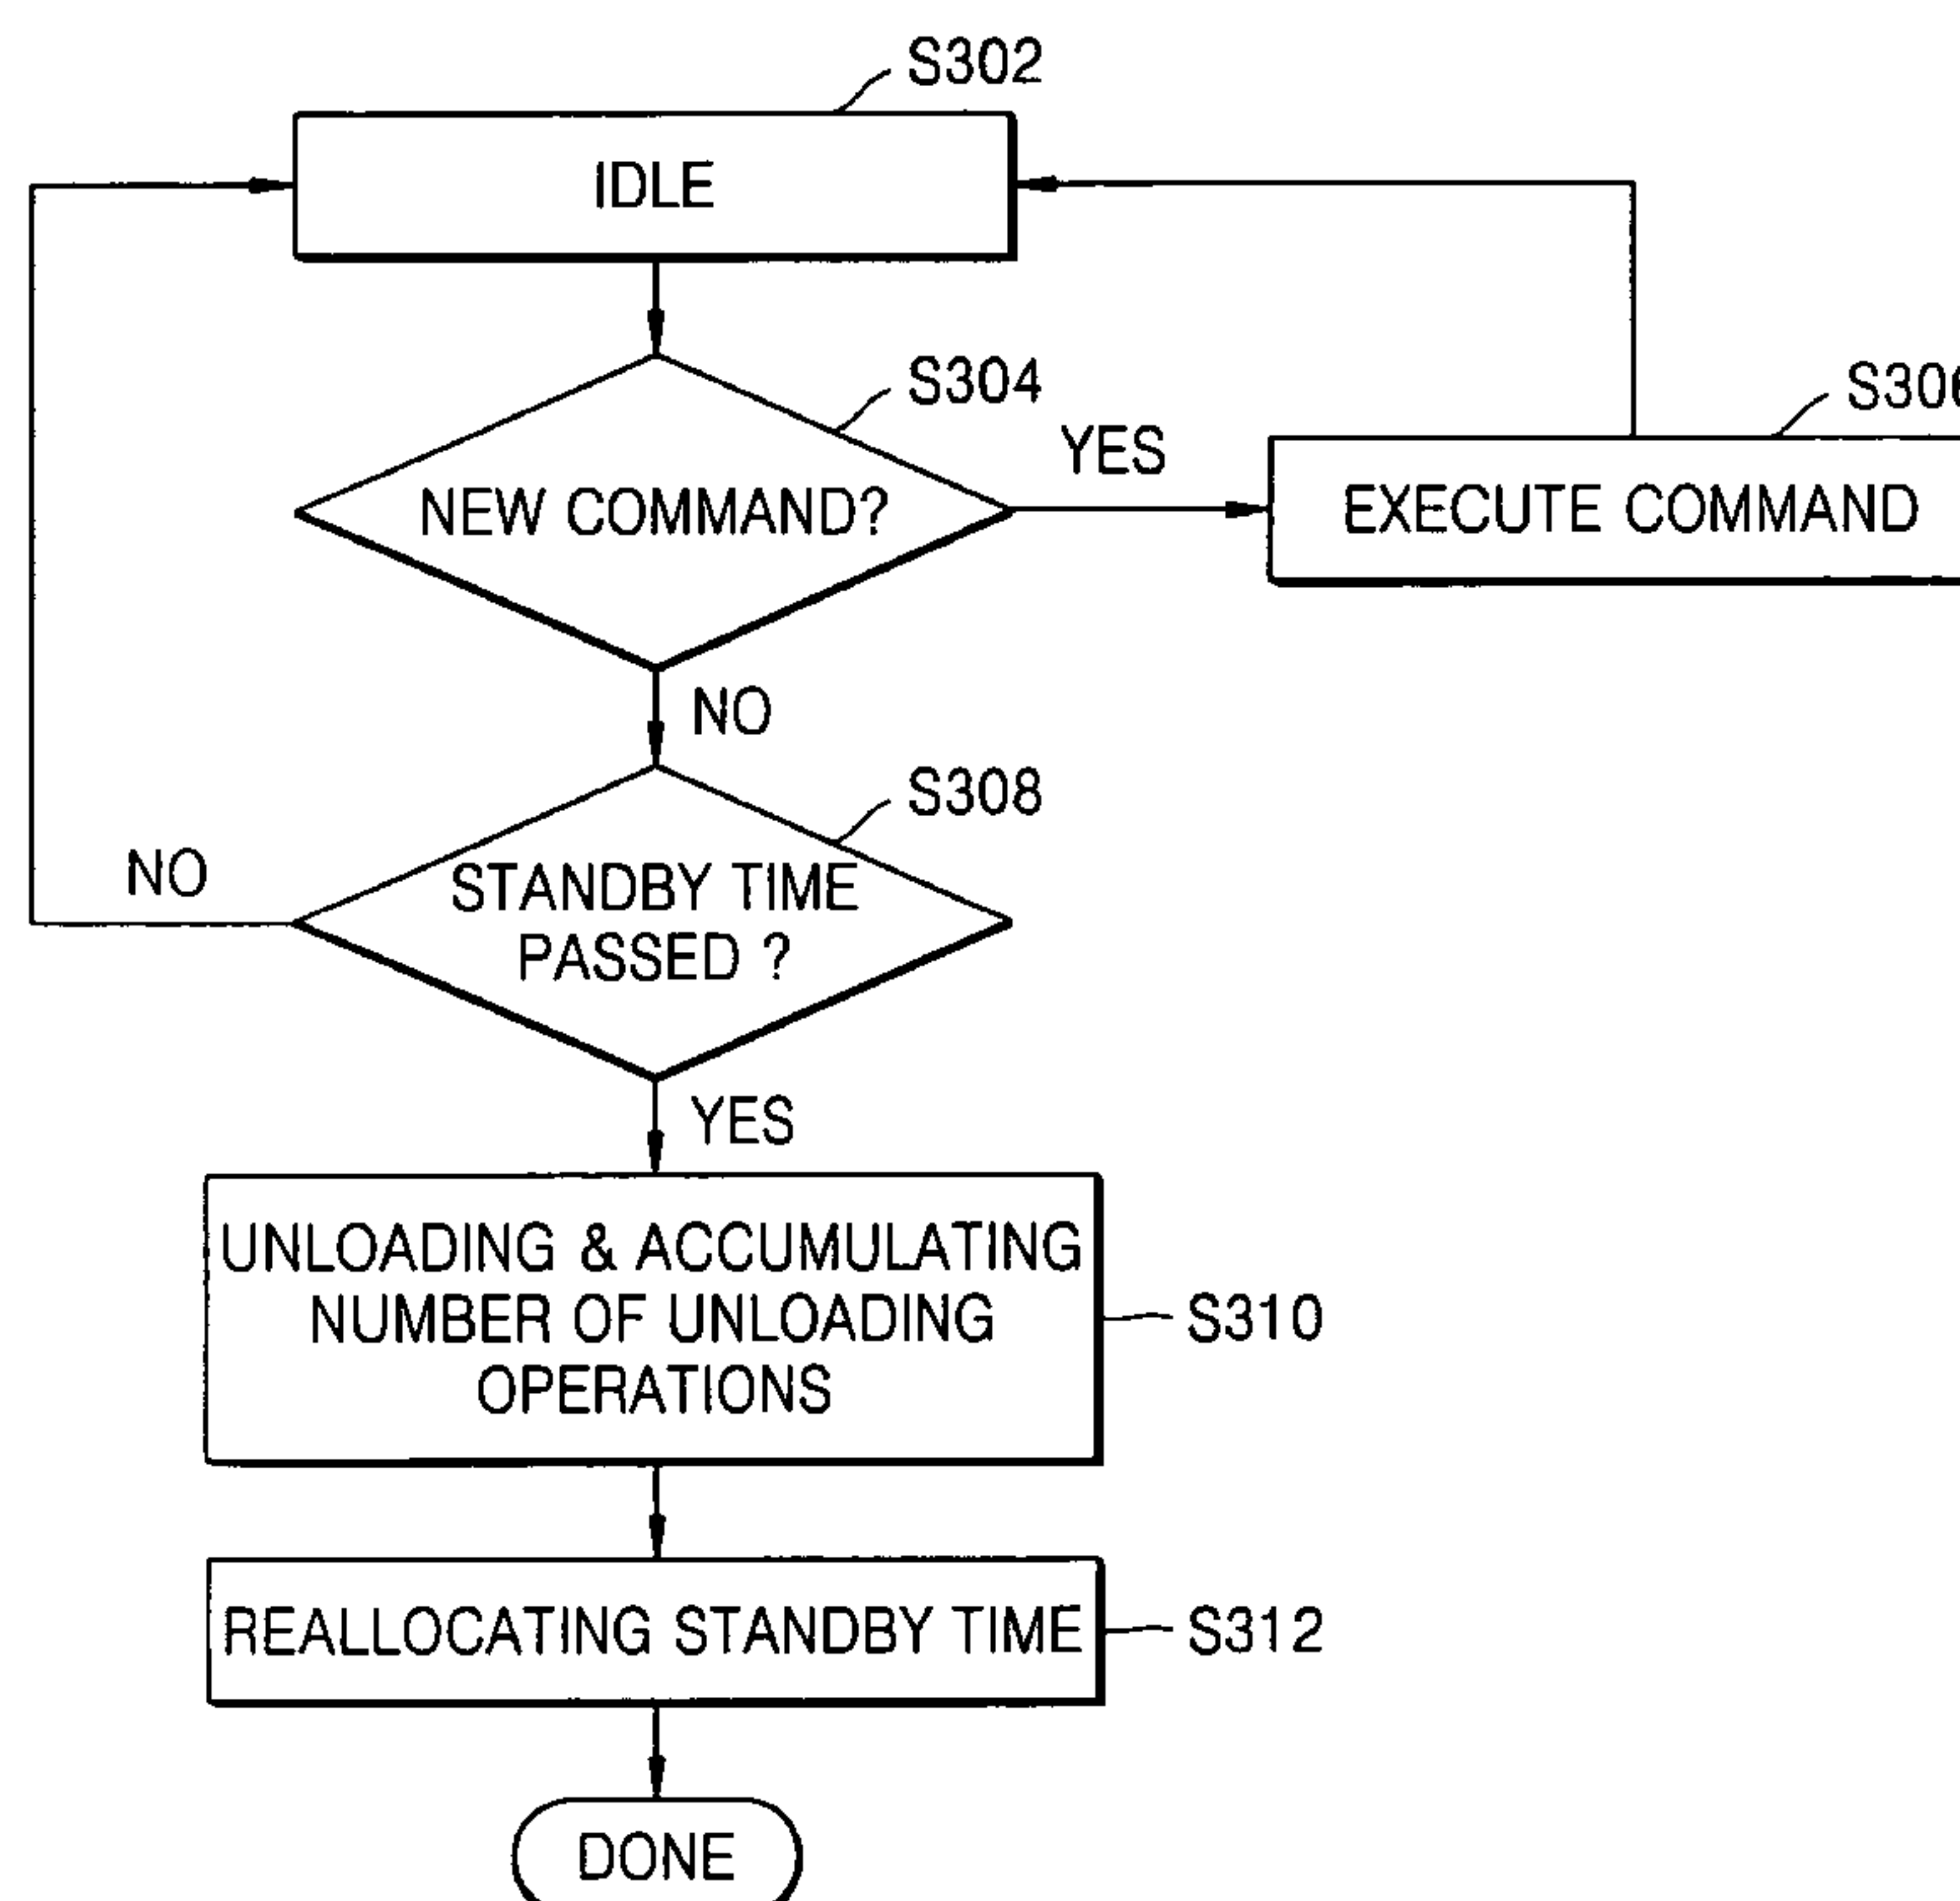 S302
IDLE
S304
YES
S306
NEW COMMAND?
EXECUTE COMMAND
NO
S308
NO
STANDBY TIME
PASSED ?
YES
UNLOADING & ACCUMULATING
NUMBER OF UNLOADING
OPERATIONS
S310
REALLOCATING STANDBY TIME
S312
DONE